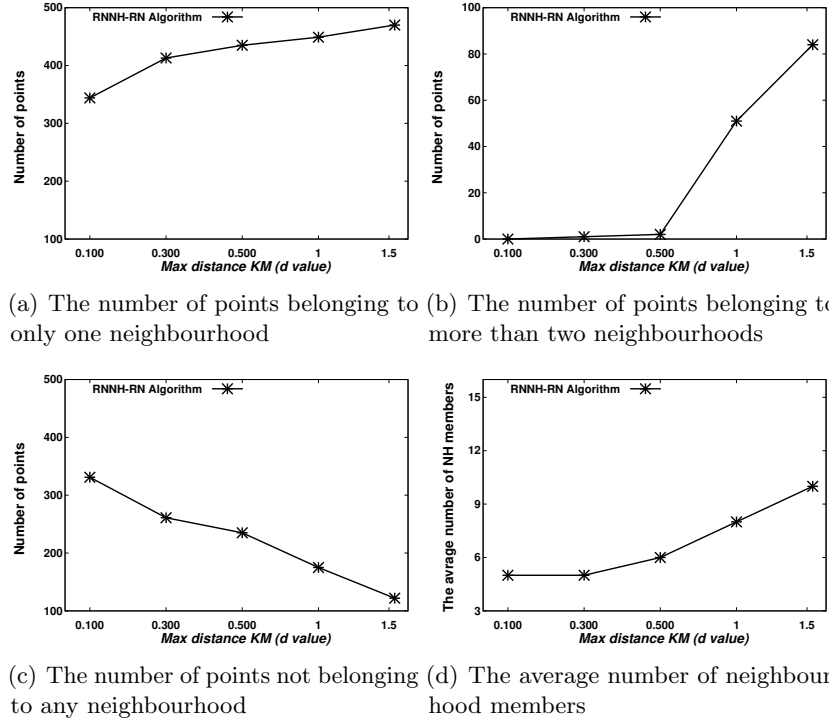 500
400
300
200
100
Number of points
RNNH-RN Algorithm
0.100 0.300 0.500 1 1.5
Max distance KM (d value)
(a) The number of points belonging to
only one neighbourhood
100
80
60
40
20
0
Number of points
RNNH-RN Algorithm
0.100 0.300 0.500 1 1.5
Max distance KM (d value)
(b) The number of points belonging to
more than two neighbourhoods
500
400
300
200
100
Number of points
RNNH-RN Algorithm
0.100 0.300 0.500 1 1.5
Max distance KM (d value)
(c) The number of points not belonging
to any neighbourhood
15
12
9
6
3
The avrage number of NH members
RNNH-RN Algorithm
0.100 0.300 0.500 1 1.5
Max distance KM (d value)
(d) The average number of neighbour
hood members